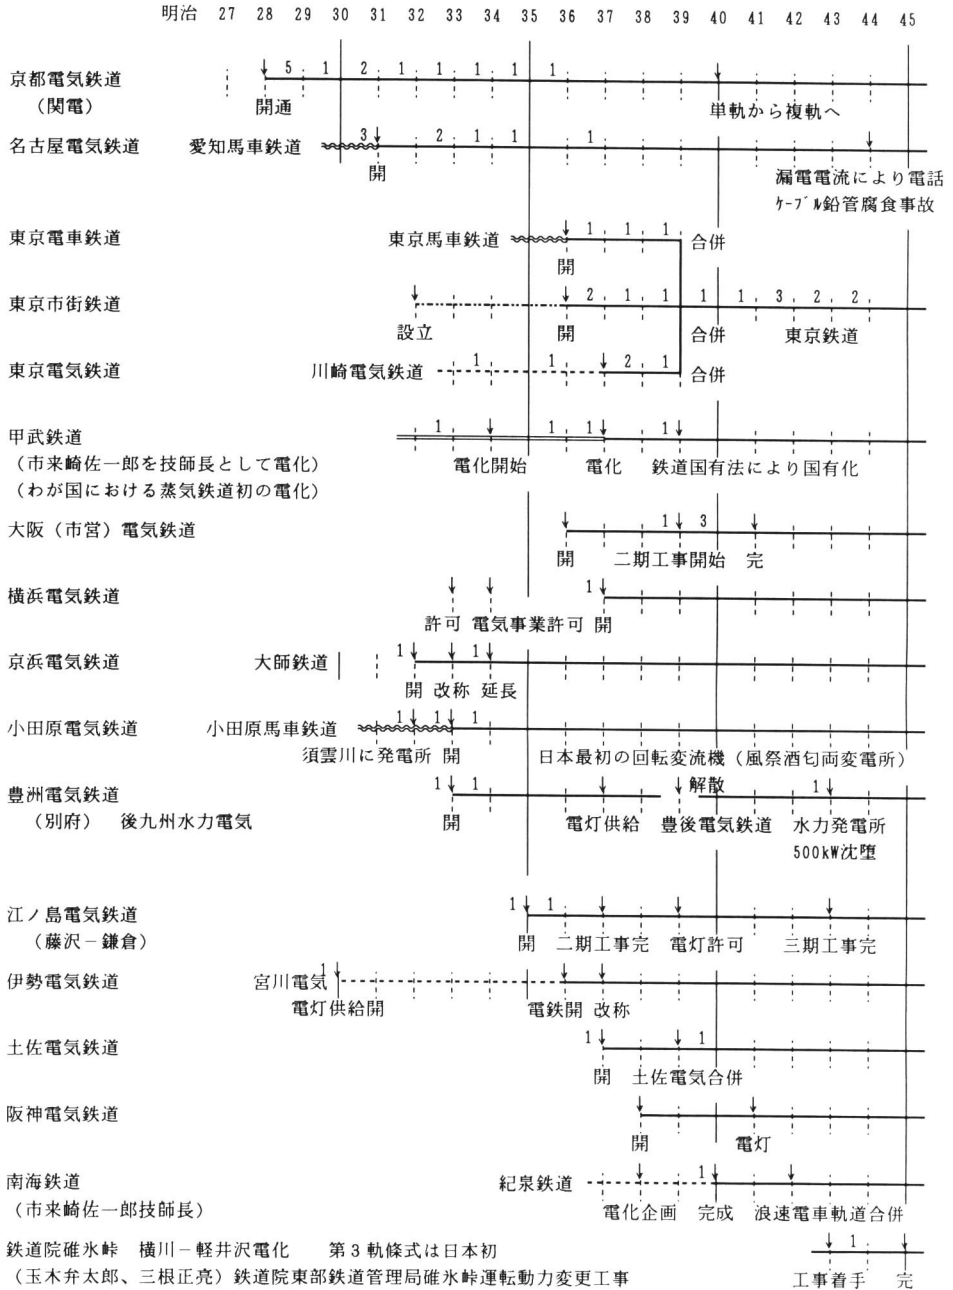 明治 27 28 29 30 31 32 33 34 35 36 37 38 39 40 41 42 43 44 45
京都電気鉄道 5 1 2 1 1 1 1 1
（関電） 開通 単軌から複軌へ
名古屋電気鉄道 愛知馬車鉄道 3 2 1 1 1
開 漏電電流により電話
ｹｰﾌﾞﾙ鉛管腐食事故
東京電車鉄道 東京馬車鉄道 1 1 1 合併
開
東京市街鉄道 2 1 1 1 1 3 2 2
設立 開 合併 東京鉄道
東京電気鉄道 川崎電気鉄道 1 1 2 1 合併
甲武鉄道 1 1 1 1
（市来崎佐一郎を技師長として電化） 電化開始 電化 鉄道国有法により国有化
（わが国における蒸気鉄道初の電化）
大阪（市営）電気鉄道 1 3
開 二期工事開始 完
横浜電気鉄道 1
許可 電気事業許可 開
京浜電気鉄道 大師鉄道 1 1
開 改称 延長
小田原電気鉄道 小田原馬車鉄道 1 1 1
須雲川に発電所 開 日本最初の回転変流機（風祭酒匂両変電所）
豊洲電気鉄道 1 1 解散 1
（別府） 後九州水力電気 開 電灯供給 豊後電気鉄道 水力発電所
500kW沈堕
江ノ島電気鉄道 1 1
（藤沢－鎌倉） 開 二期工事完 電灯許可 三期工事完
伊勢電気鉄道 宮川電気 1
電灯供給開 電鉄開 改称
土佐電気鉄道 1 1
開 土佐電気合併
阪神電気鉄道
開 電灯
南海鉄道 紀泉鉄道 1
（市来崎佐一郎技師長） 電化企画 完成 浪速電車軌道合併
鉄道院碓氷峠 横川－軽井沢電化 第３軌條式は日本初 1
（玉木弁太郎、三根正亮）鉄道院東部鉄道管理局碓氷峠運転動力変更工事 工事着手 完